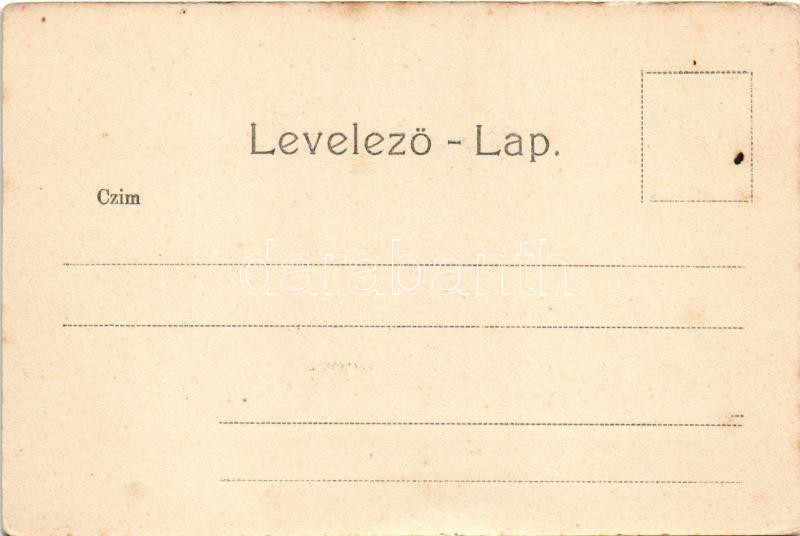 Levelezö - Lap.
Czim
darabanth